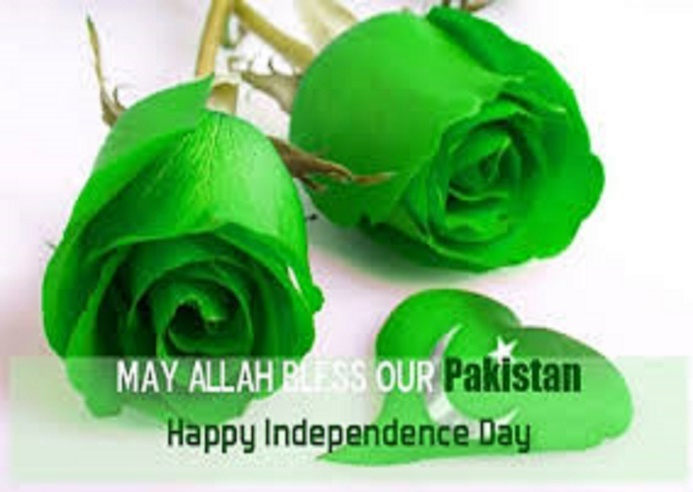 MAY ALLAH BLESS OUR Pakistan
Happy Independence Day